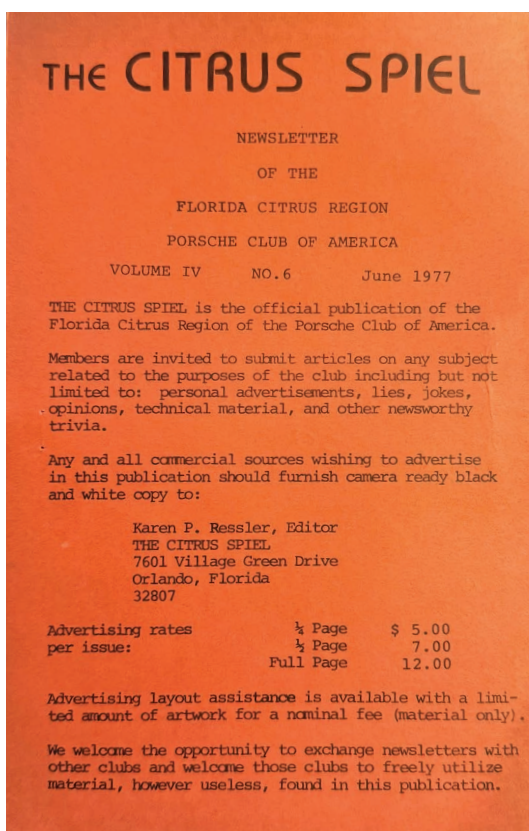 THE CITRUS SPIEL
NEWSLETTER
OF THE
FLORIDA CITRUS REGION
PORSCHE CLUB OF AMERICA
VOLUME IV NO.6 June 1977
THE CITRUS SPIEL is the official publication of the
Florida Citrus Region of the Porsche Club of America.
Members are invited to submit articles on any subject
related to the purposes of the club including but not
limited to: personal advertisements, lies, jokes,
opinions, technical material, and other newsworthy
trivia.
Any and all commercial sources wishing to advertise
in this publication should furnish camera ready black
and white copy to:
Karen P. Ressler, Editor
THE CITRUS SPIEL
7601 Village Green Drive
Orlando, Florida
32807
Advertising rates ¼ Page $ 5.00
per issue: ½ Page 7.00
Full Page 12.00
Advertising layout assistance is available with a limi-
ted amount of artwork for a nominal fee (material only).
We welcome the opportunity to exchange newsletters with
other clubs and welcome those clubs to freely utilize
material, however useless, found in this publication.